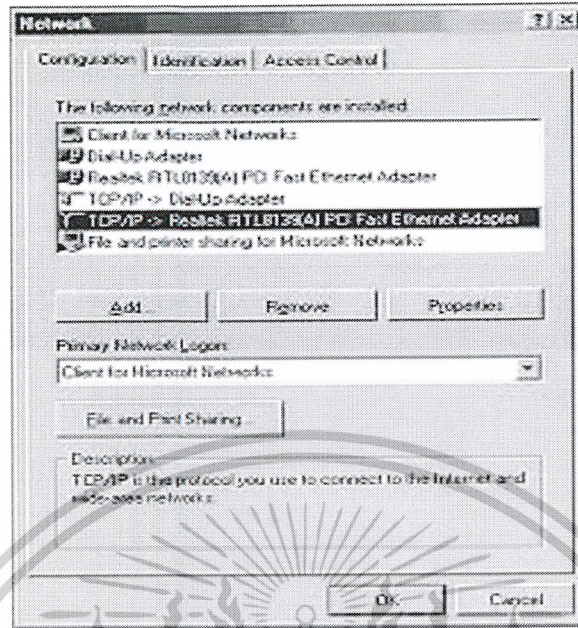 Network
Configuration Identification Access Control
The following network components are installed:
Client for Microsoft Networks
Dial-Up Adapter
Realtek RTL8139(A) PCI Fast Ethernet Adapter
TCP/IP -> Dial-Up Adapter
TCP/IP -> Realtek RTL8139(A) PCI Fast Ethernet Adapter
File and printer sharing for Microsoft Networks
Add... Remove Properties
Primary Network Logon:
Client for Microsoft Networks
File and Print Sharing...
Description
TCP/IP is the protocol you use to connect to the Internet and
wide-area networks.
OK Cancel